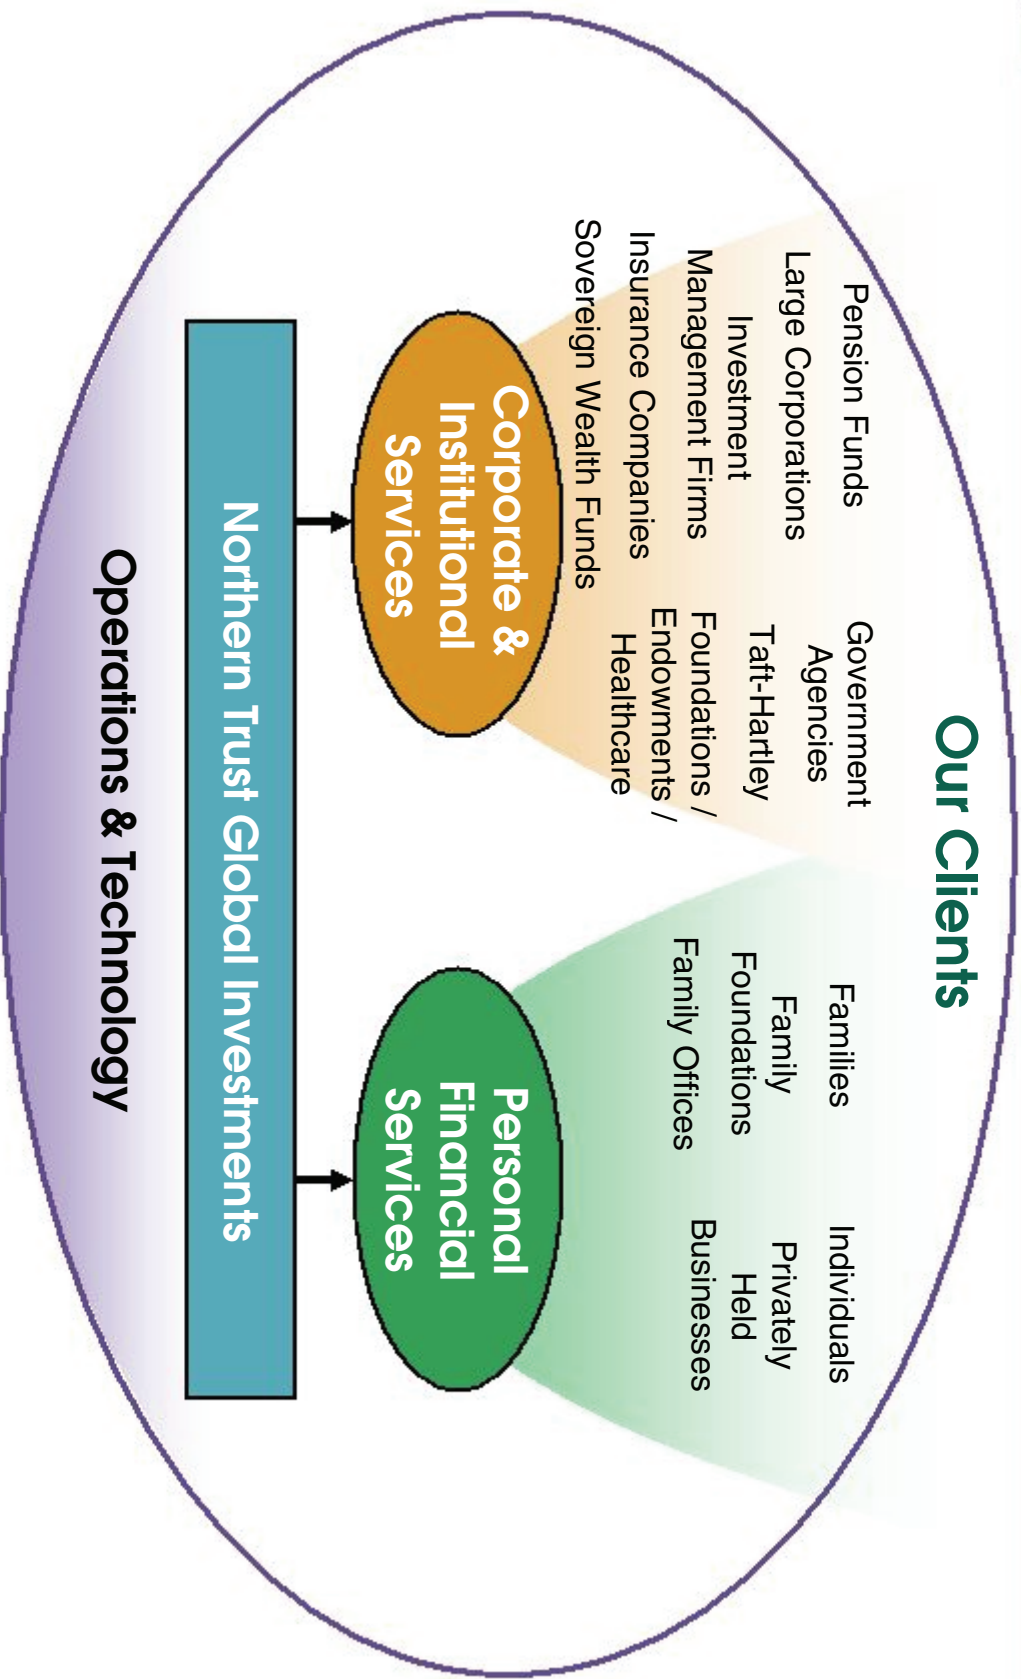 Our Clients
Pension Funds
Large Corporations
Investment
Management Firms
Insurance Companies
Sovereign Wealth Funds
Government
Agencies
Taft-Hartley
Foundations /
Endowments /
Healthcare
Families
Family
Foundations
Family Offices
Individuals
Privately
Held
Businesses
Corporate &
Institutional
Services
Personal
Financial
Services
Northern Trust Global Investments
Operations & Technology